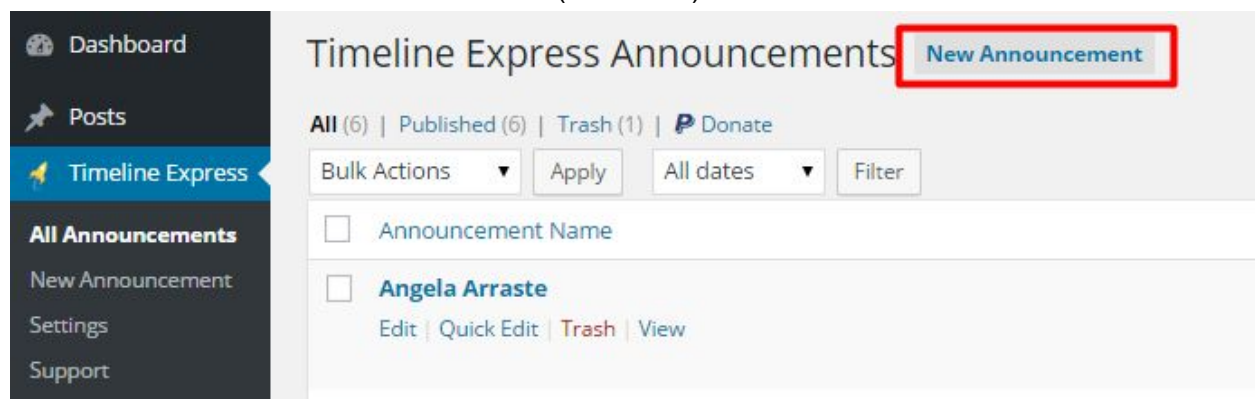 Dashboard
Posts
Timeline Express
All Announcements
New Announcement
Settings
Support
Timeline Express Announcements New Announcement
All (6) | Published (6) | Trash (1) | Donate
Bulk Actions Apply All dates Filter
Announcement Name
Angela Arraste
Edit | Quick Edit | Trash | View